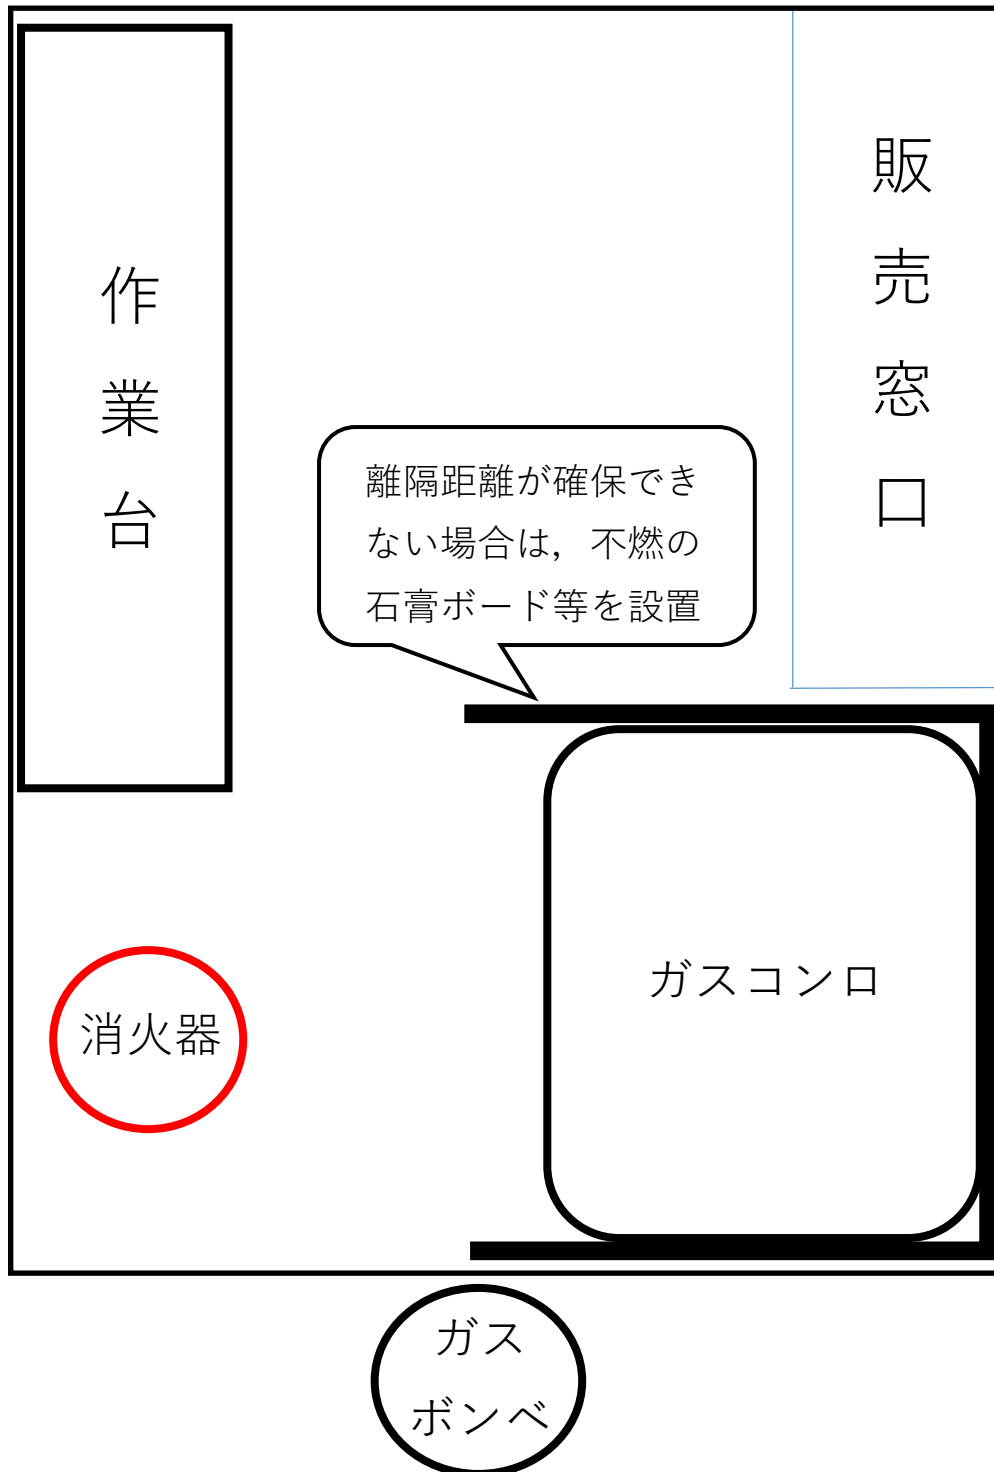 販売窓口
作業台
離隔距離が確保でき
ない場合は，不燃の
石膏ボード等を設置
ガスコンロ
消火器
ガス
ボンベ